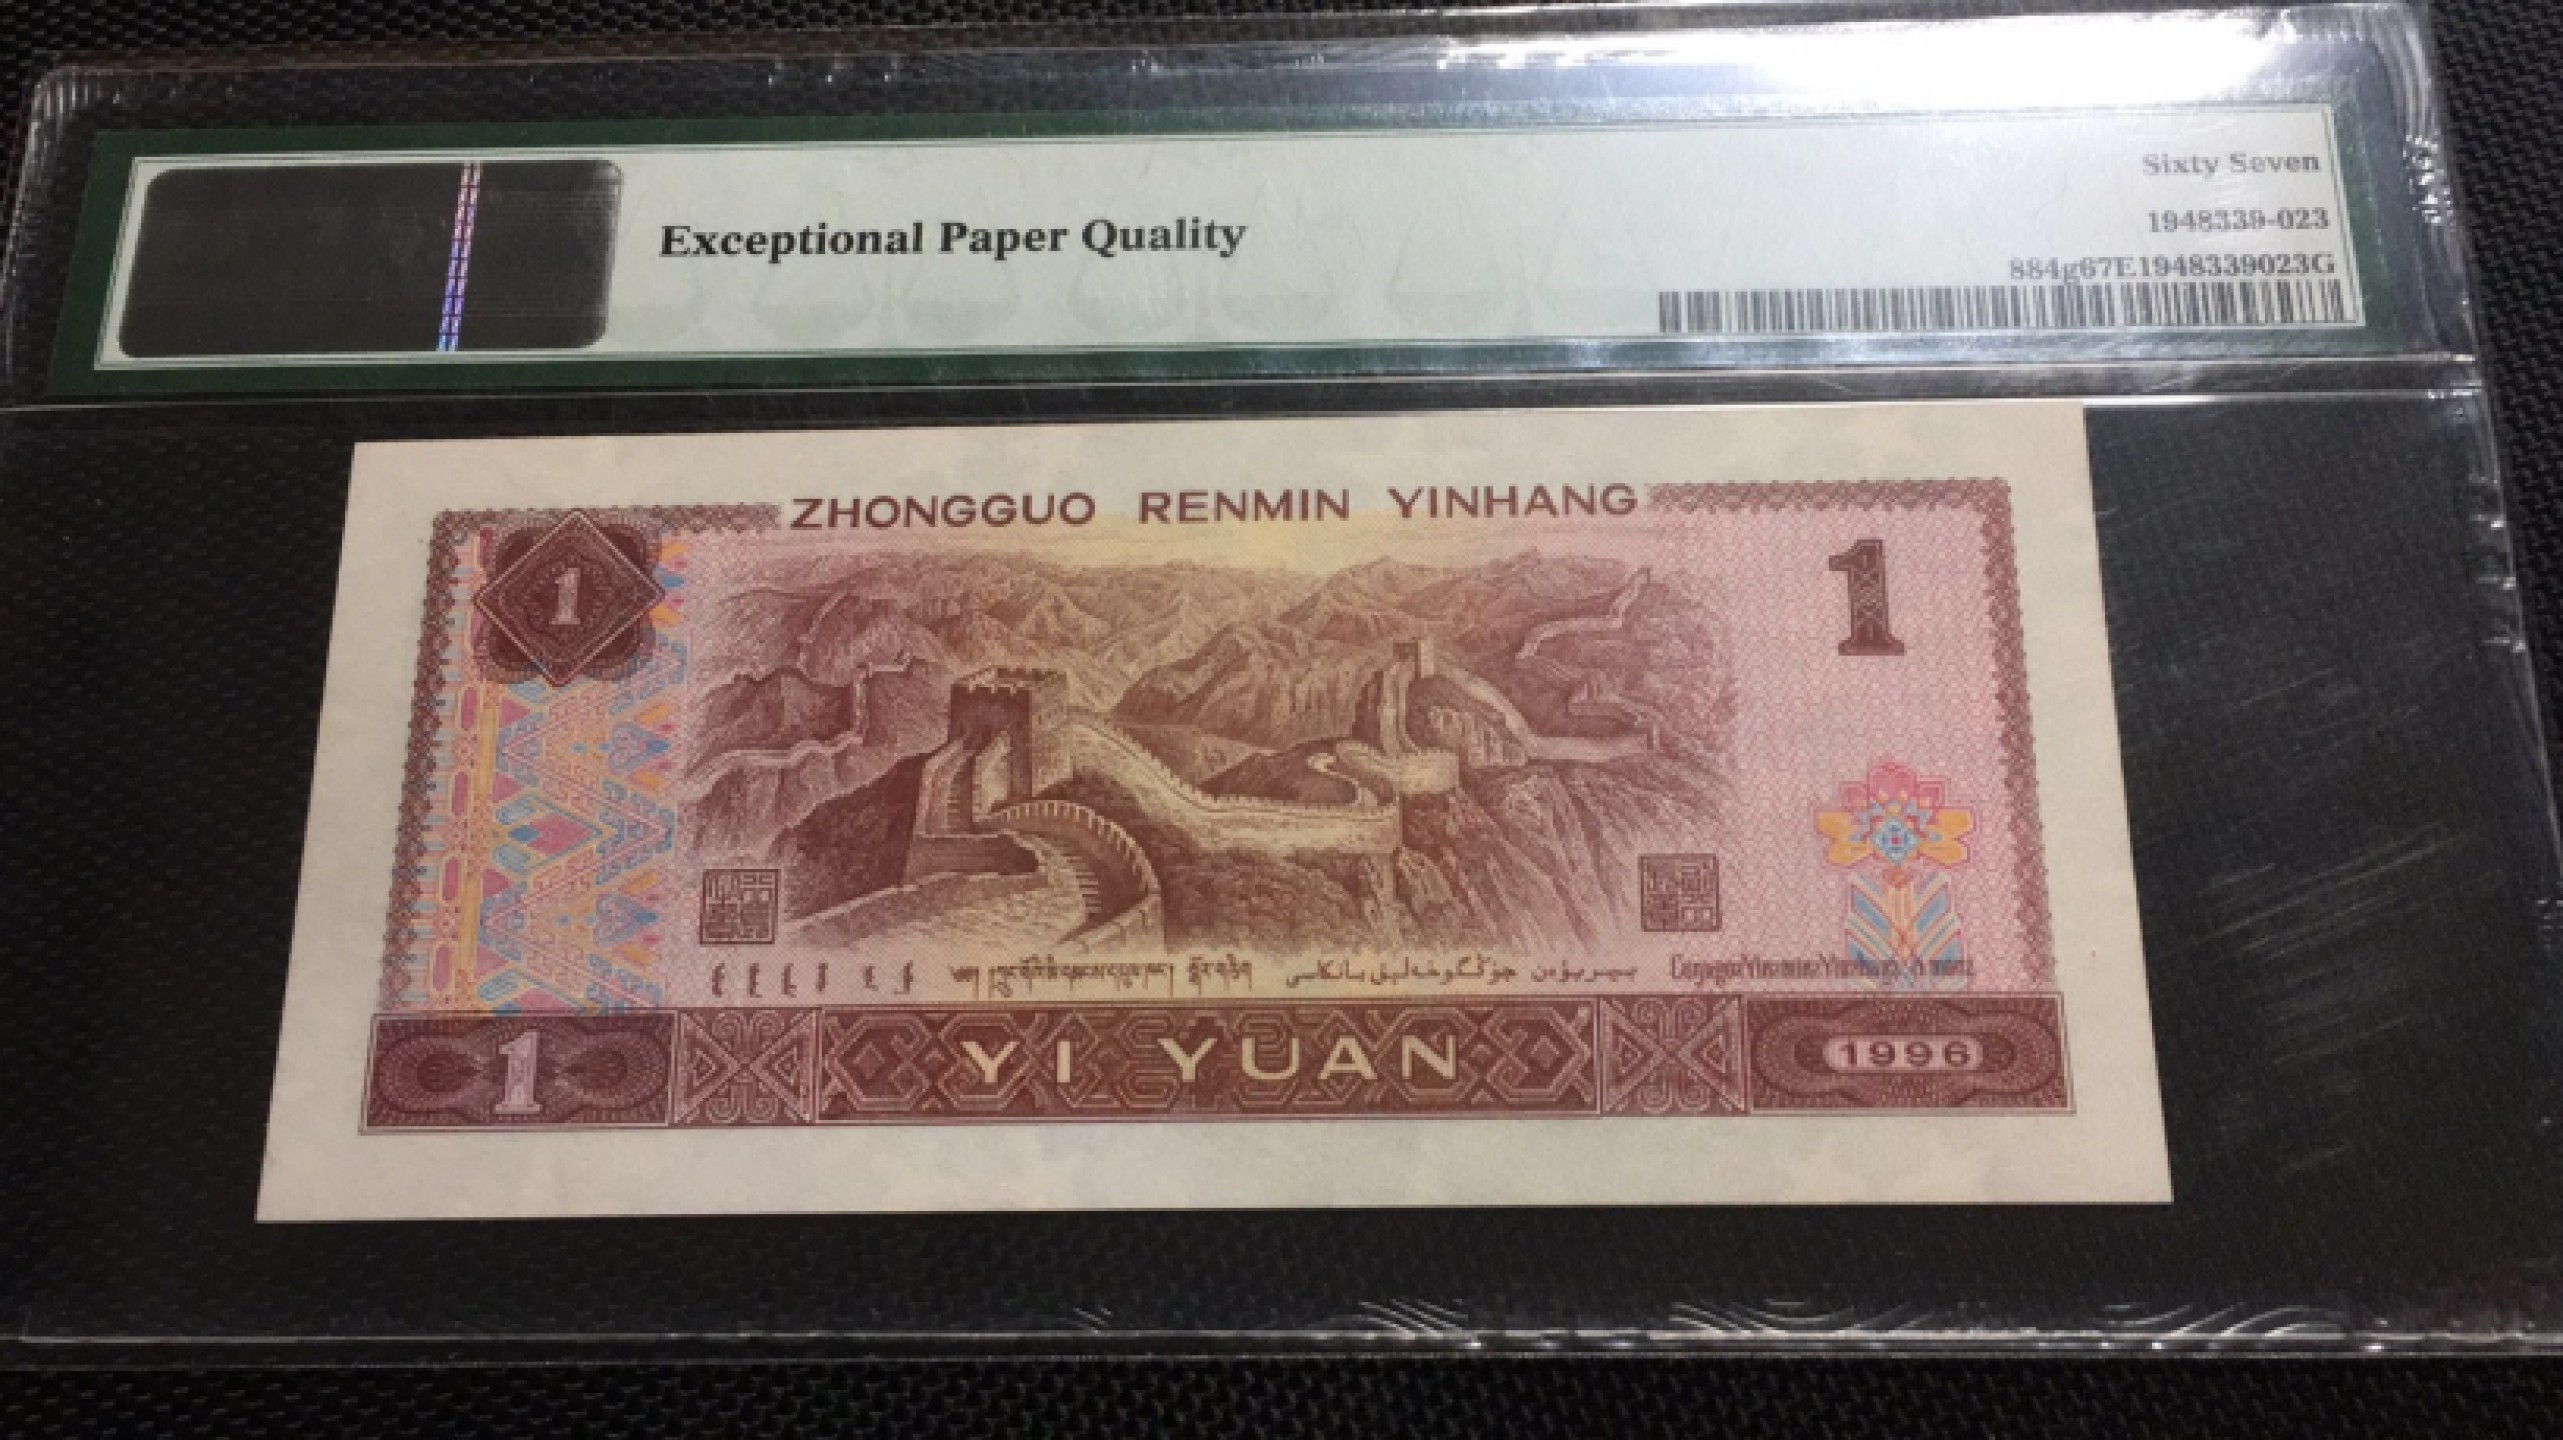 Sixty Seven
Exceptional Paper Quality
1948339-023
884g67E1948339023G
ZHONGGUO RENMIN YINHANG
1
1
1
YI YUAN
1996